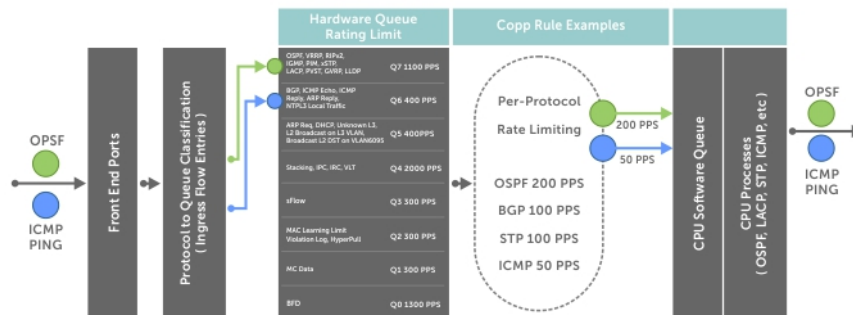 Hardware Queue
Rating Limit
Copp Rule Examples
OPSF
ICMP
PING
Front End Ports
Protocol to Queue Classification
( Ingress Flow Entries )
OSPF, VRRP, RIPv2,
IGMP, PIM, xSTP,
LACP, PVST, GVRP, LLDP
Q7 1100 PPS
BGP, ICMP Echo, ICMP
Reply, ARP Reply,
NTPL3 Local Traffic
Q6 400 PPS
ARP Req, DHCP, Unknown L3,
L2 Broadcast on L3 VLAN,
Broadcast L2 DST on VLAN6095
Q5 400PPS
Stacking, IPC, IRC, VLT
Q4 2000 PPS
sFlow
Q3 300 PPS
MAC Learning Limit
Violation Log, HyperPull
Q2 300 PPS
MC Data
Q1 300 PPS
BFD
Q0 1300 PPS
Per-Protocol
Rate Limiting
OSPF 200 PPS
BGP 100 PPS
STP 100 PPS
ICMP 50 PPS
200 PPS
50 PPS
CPU Software Queue
CPU Processes
( OSPF, LACP, STP, ICMP, etc )
OPSF
ICMP
PING